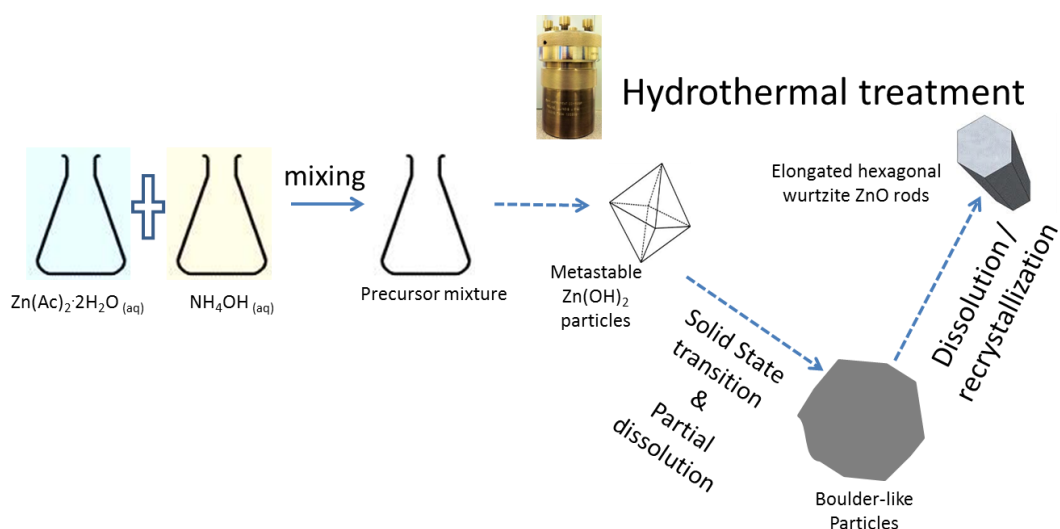 Hydrothermal treatment
mixing
Zn(Ac)₂·2H₂O (aq)
NH₄OH (aq)
Precursor mixture
Metastable
Zn(OH)₂
particles
Solid State
transition
&
Partial
dissolution
Boulder-like
Particles
Dissolution /
recrystallization
Elongated hexagonal
wurtzite ZnO rods